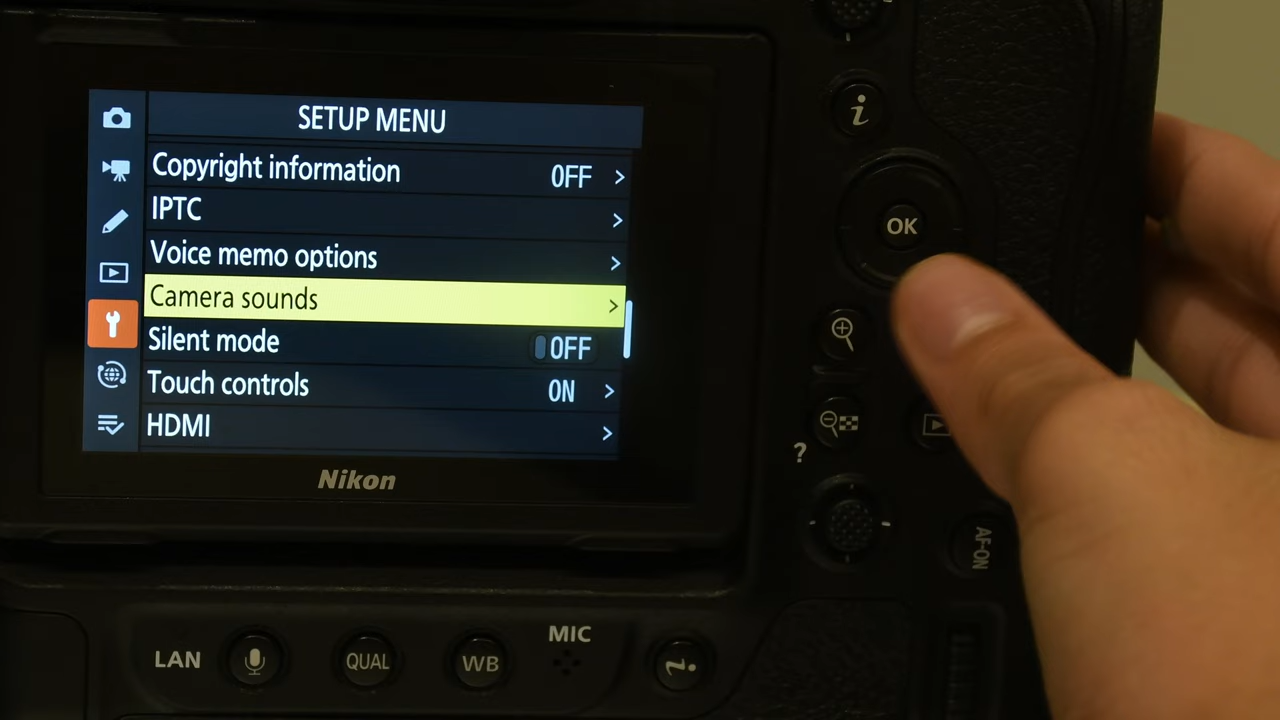 SETUP MENU
Copyright information OFF >
IPTC >
Voice memo options >
Camera sounds >
Silent mode OFF
Touch controls ON >
HDMI >
Nikon
i
OK
?
AF-ON
LAN
QUAL
WB
MIC
i